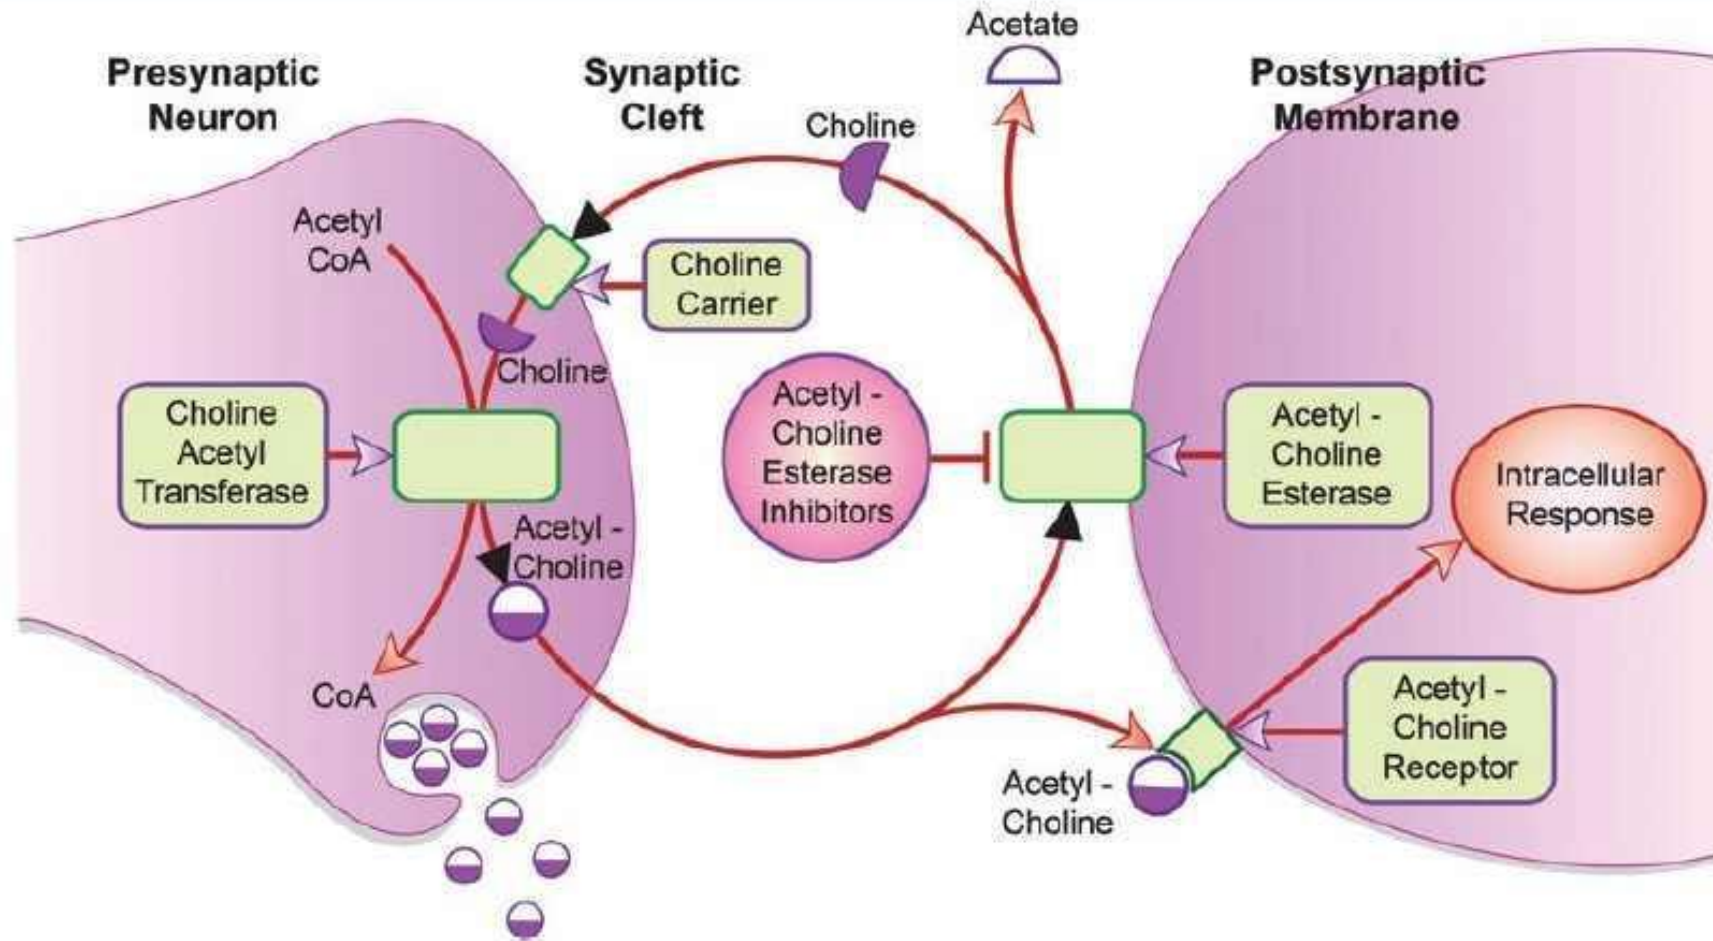 Acetate
Presynaptic
Neuron
Synaptic
Cleft
Postsynaptic
Membrane
Choline
Acetyl
CoA
Choline
Carrier
Choline
Choline
Acetyl
Transferase
Acetyl -
Choline
Esterase
Inhibitors
Acetyl -
Choline
Esterase
Intracellular
Response
Acetyl -
Choline
CoA
Acetyl -
Choline
Receptor
Acetyl -
Choline